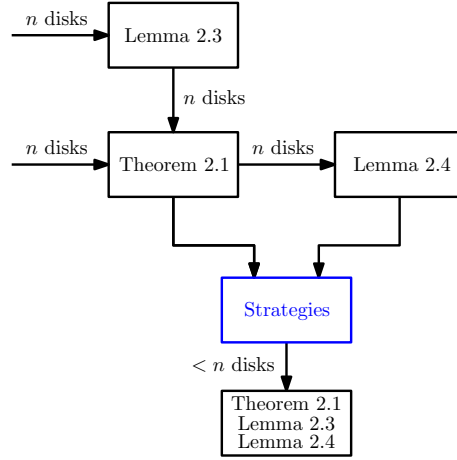 n disks
Lemma 2.3
n disks
n disks
Theorem 2.1
n disks
Lemma 2.4
Strategies
< n disks
Theorem 2.1
Lemma 2.3
Lemma 2.4